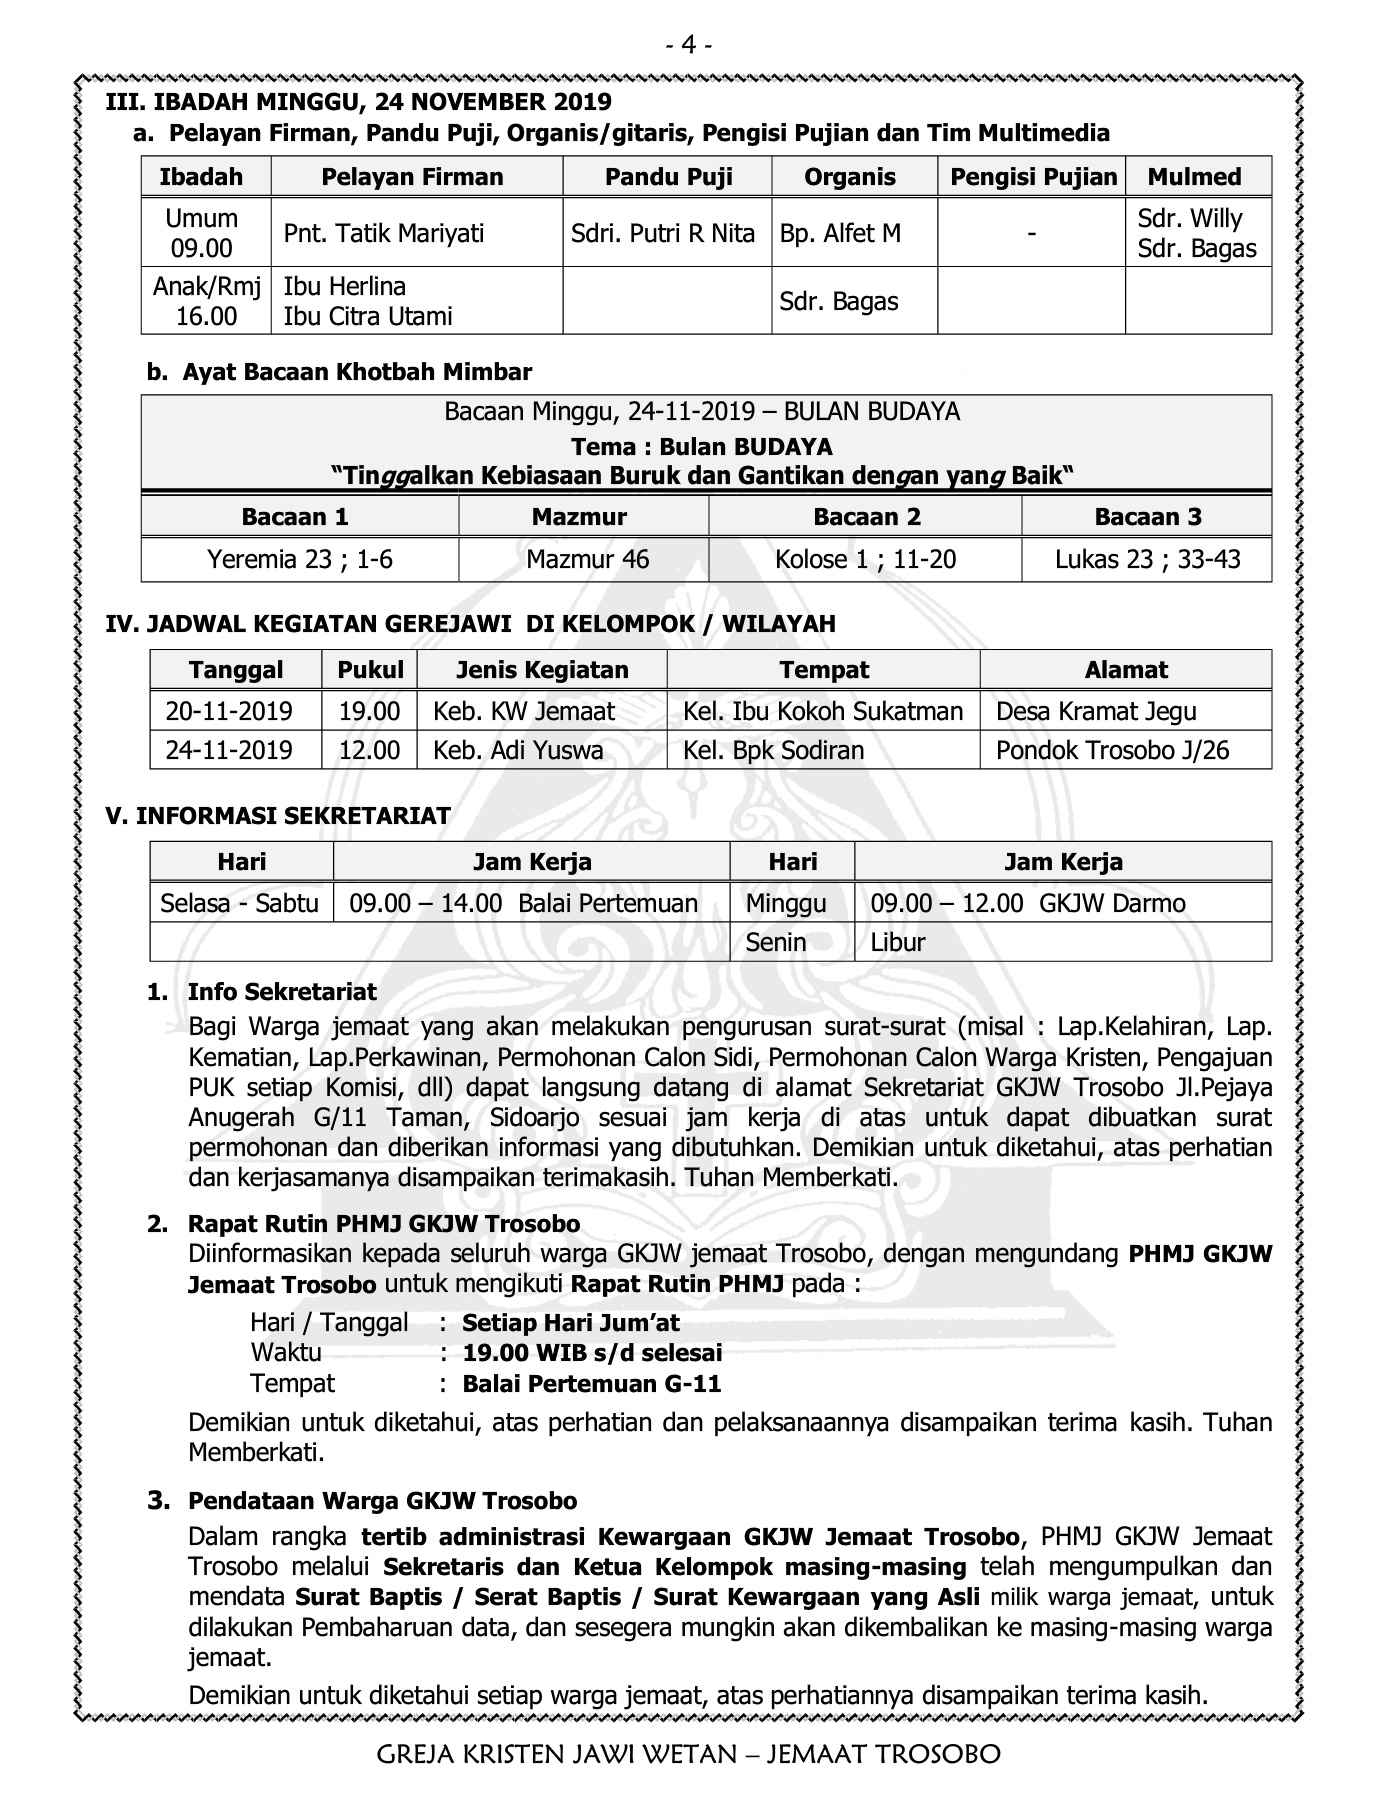 - 4 -
III. IBADAH MINGGU, 24 NOVEMBER 2019
a. Pelayan Firman, Pandu Puji, Organis/gitaris, Pengisi Pujian dan Tim Multimedia
Ibadah Pelayan Firman Pandu Puji Organis Pengisi Pujian Mulmed
Umum 09.00 Pnt. Tatik Mariyati Sdri. Putri R Nita Bp. Alfet M - Sdr. Willy Sdr. Bagas
Anak/Rmj 16.00 Ibu Herlina Ibu Citra Utami Sdr. Bagas
b. Ayat Bacaan Khotbah Mimbar
Bacaan Minggu, 24-11-2019 – BULAN BUDAYA
Tema : Bulan BUDAYA
“Tinggalkan Kebiasaan Buruk dan Gantikan dengan yang Baik“
Bacaan 1 Mazmur Bacaan 2 Bacaan 3
Yeremia 23 ; 1-6 Mazmur 46 Kolose 1 ; 11-20 Lukas 23 ; 33-43
IV. JADWAL KEGIATAN GEREJAWI DI KELOMPOK / WILAYAH
Tanggal Pukul Jenis Kegiatan Tempat Alamat
20-11-2019 19.00 Keb. KW Jemaat Kel. Ibu Kokoh Sukatman Desa Kramat Jegu
24-11-2019 12.00 Keb. Adi Yuswa Kel. Bpk Sodiran Pondok Trosobo J/26
V. INFORMASI SEKRETARIAT
Hari Jam Kerja Hari Jam Kerja
Selasa - Sabtu 09.00 – 14.00 Balai Pertemuan Minggu 09.00 – 12.00 GKJW Darmo
Senin Libur
1. Info Sekretariat
Bagi Warga jemaat yang akan melakukan pengurusan surat-surat (misal : Lap.Kelahiran, Lap.
Kematian, Lap.Perkawinan, Permohonan Calon Sidi, Permohonan Calon Warga Kristen, Pengajuan
PUK setiap Komisi, dll) dapat langsung datang di alamat Sekretariat GKJW Trosobo Jl.Pejaya
Anugerah G/11 Taman, Sidoarjo sesuai jam kerja di atas untuk dapat dibuatkan surat
permohonan dan diberikan informasi yang dibutuhkan. Demikian untuk diketahui, atas perhatian
dan kerjasamanya disampaikan terimakasih. Tuhan Memberkati.
2. Rapat Rutin PHMJ GKJW Trosobo
Diinformasikan kepada seluruh warga GKJW jemaat Trosobo, dengan mengundang PHMJ GKJW
Jemaat Trosobo untuk mengikuti Rapat Rutin PHMJ pada :
Hari / Tanggal : Setiap Hari Jum’at
Waktu : 19.00 WIB s/d selesai
Tempat : Balai Pertemuan G-11
Demikian untuk diketahui, atas perhatian dan pelaksanaannya disampaikan terima kasih. Tuhan
Memberkati.
3. Pendataan Warga GKJW Trosobo
Dalam rangka tertib administrasi Kewargaan GKJW Jemaat Trosobo, PHMJ GKJW Jemaat
Trosobo melalui Sekretaris dan Ketua Kelompok masing-masing telah mengumpulkan dan
mendata Surat Baptis / Serat Baptis / Surat Kewargaan yang Asli milik warga jemaat, untuk
dilakukan Pembaharuan data, dan sesegera mungkin akan dikembalikan ke masing-masing warga
jemaat.
Demikian untuk diketahui setiap warga jemaat, atas perhatiannya disampaikan terima kasih.
GREJA KRISTEN JAWI WETAN – JEMAAT TROSOBO